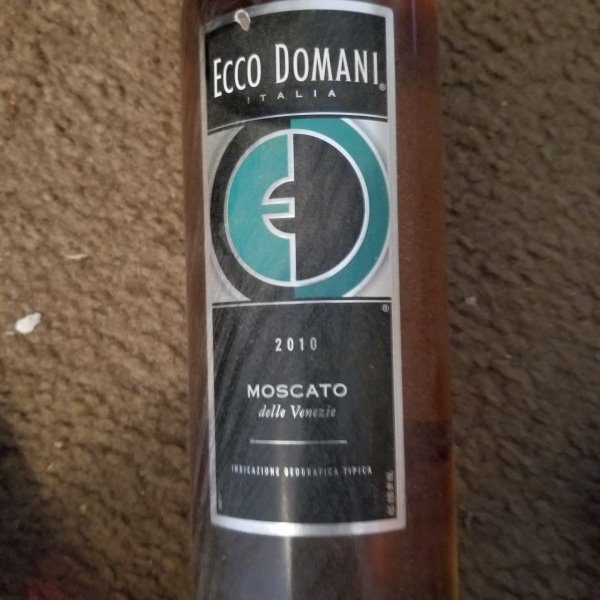 ECCO DOMANI®
ITALIA
®
2010
MOSCATO
delle Venezie
INDICAZIONE GEOGRAFICA TIPICA